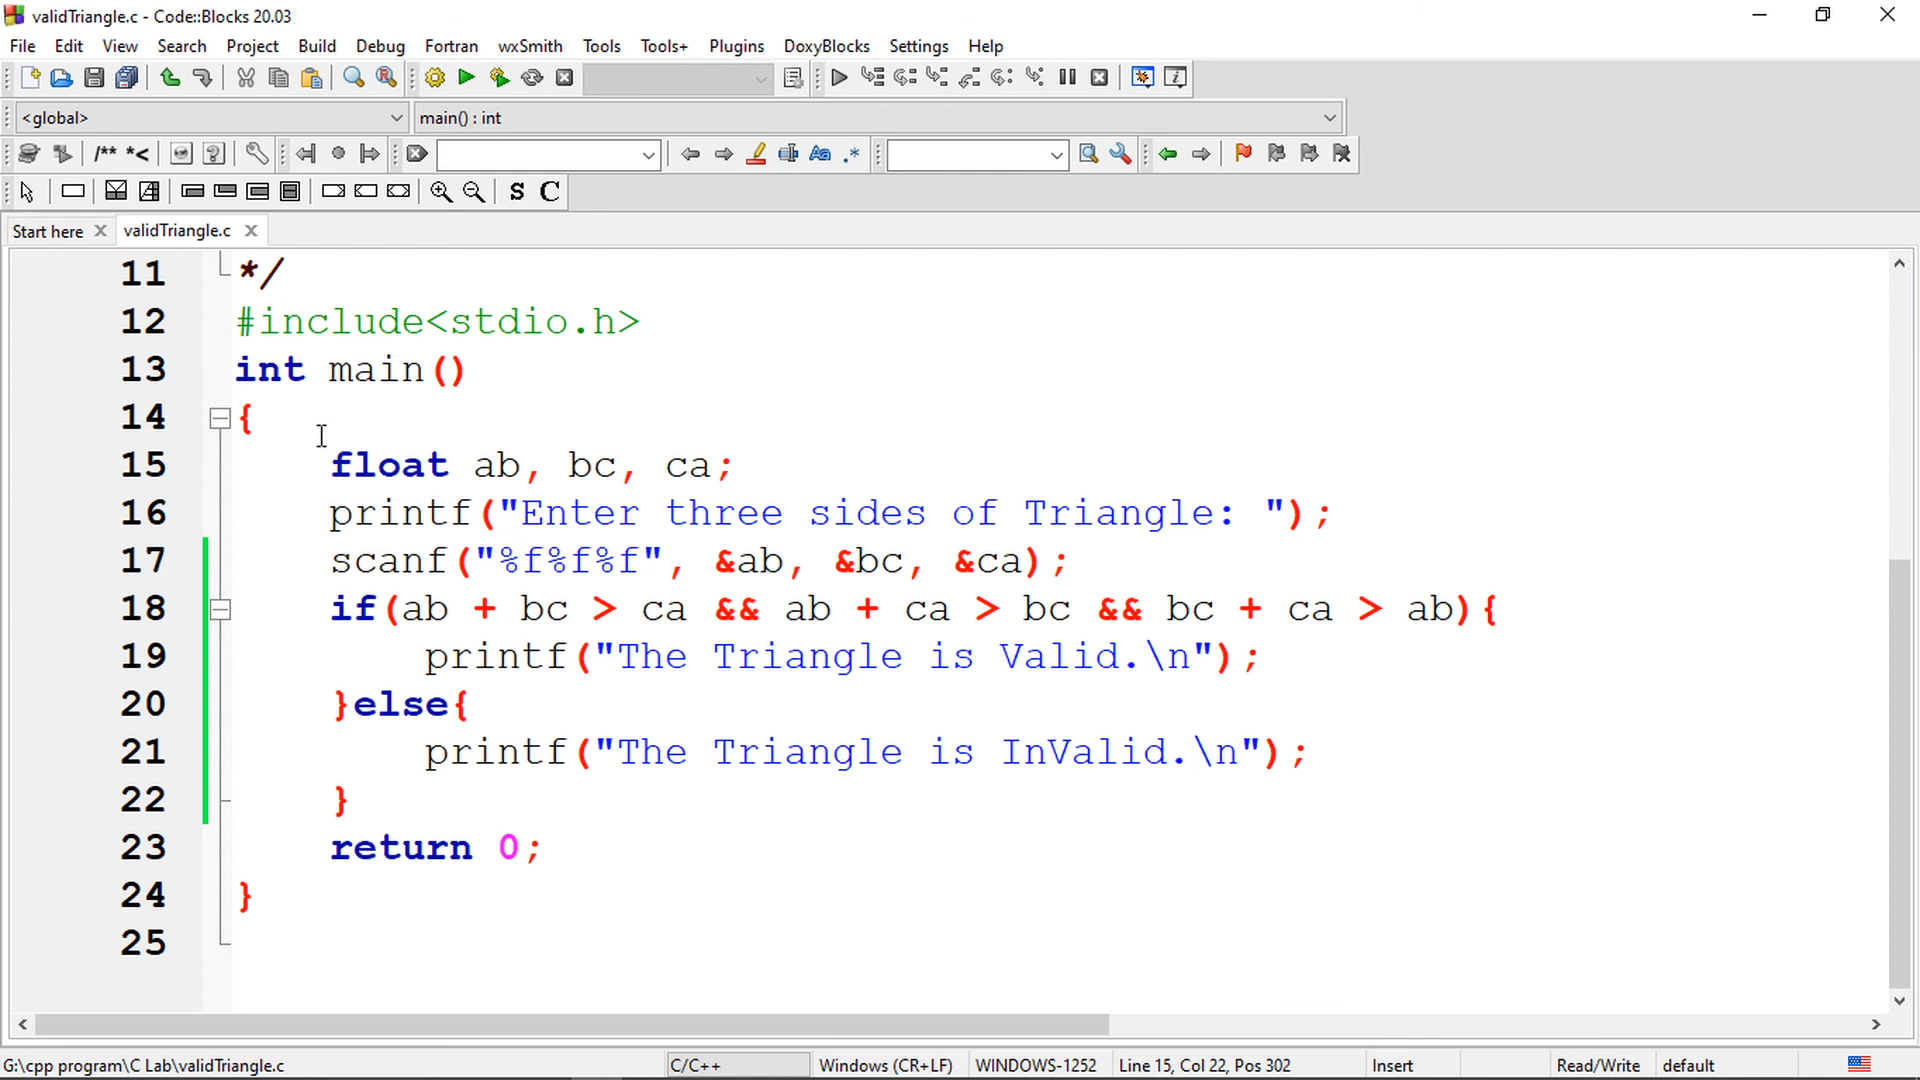 validTriangle.c - Code::Blocks 20.03
File Edit View Search Project Build Debug Fortran wxSmith Tools Tools+ Plugins DoxyBlocks Settings Help
<global> main() : int
/** *< Aa .*
S C
Start here validTriangle.c
11 */
12 #include<stdio.h>
13 int main()
14 {
15 float ab, bc, ca;
16 printf("Enter three sides of Triangle: ");
17 scanf("%f%f%f", &ab, &bc, &ca);
18 if(ab + bc > ca && ab + ca > bc && bc + ca > ab){
19 printf("The Triangle is Valid.\n");
20 }else{
21 printf("The Triangle is InValid.\n");
22 }
23 return 0;
24 }
25
G:\cpp program\C Lab\validTriangle.c C/C++ Windows (CR+LF) WINDOWS-1252 Line 15, Col 22, Pos 302 Insert Read/Write default